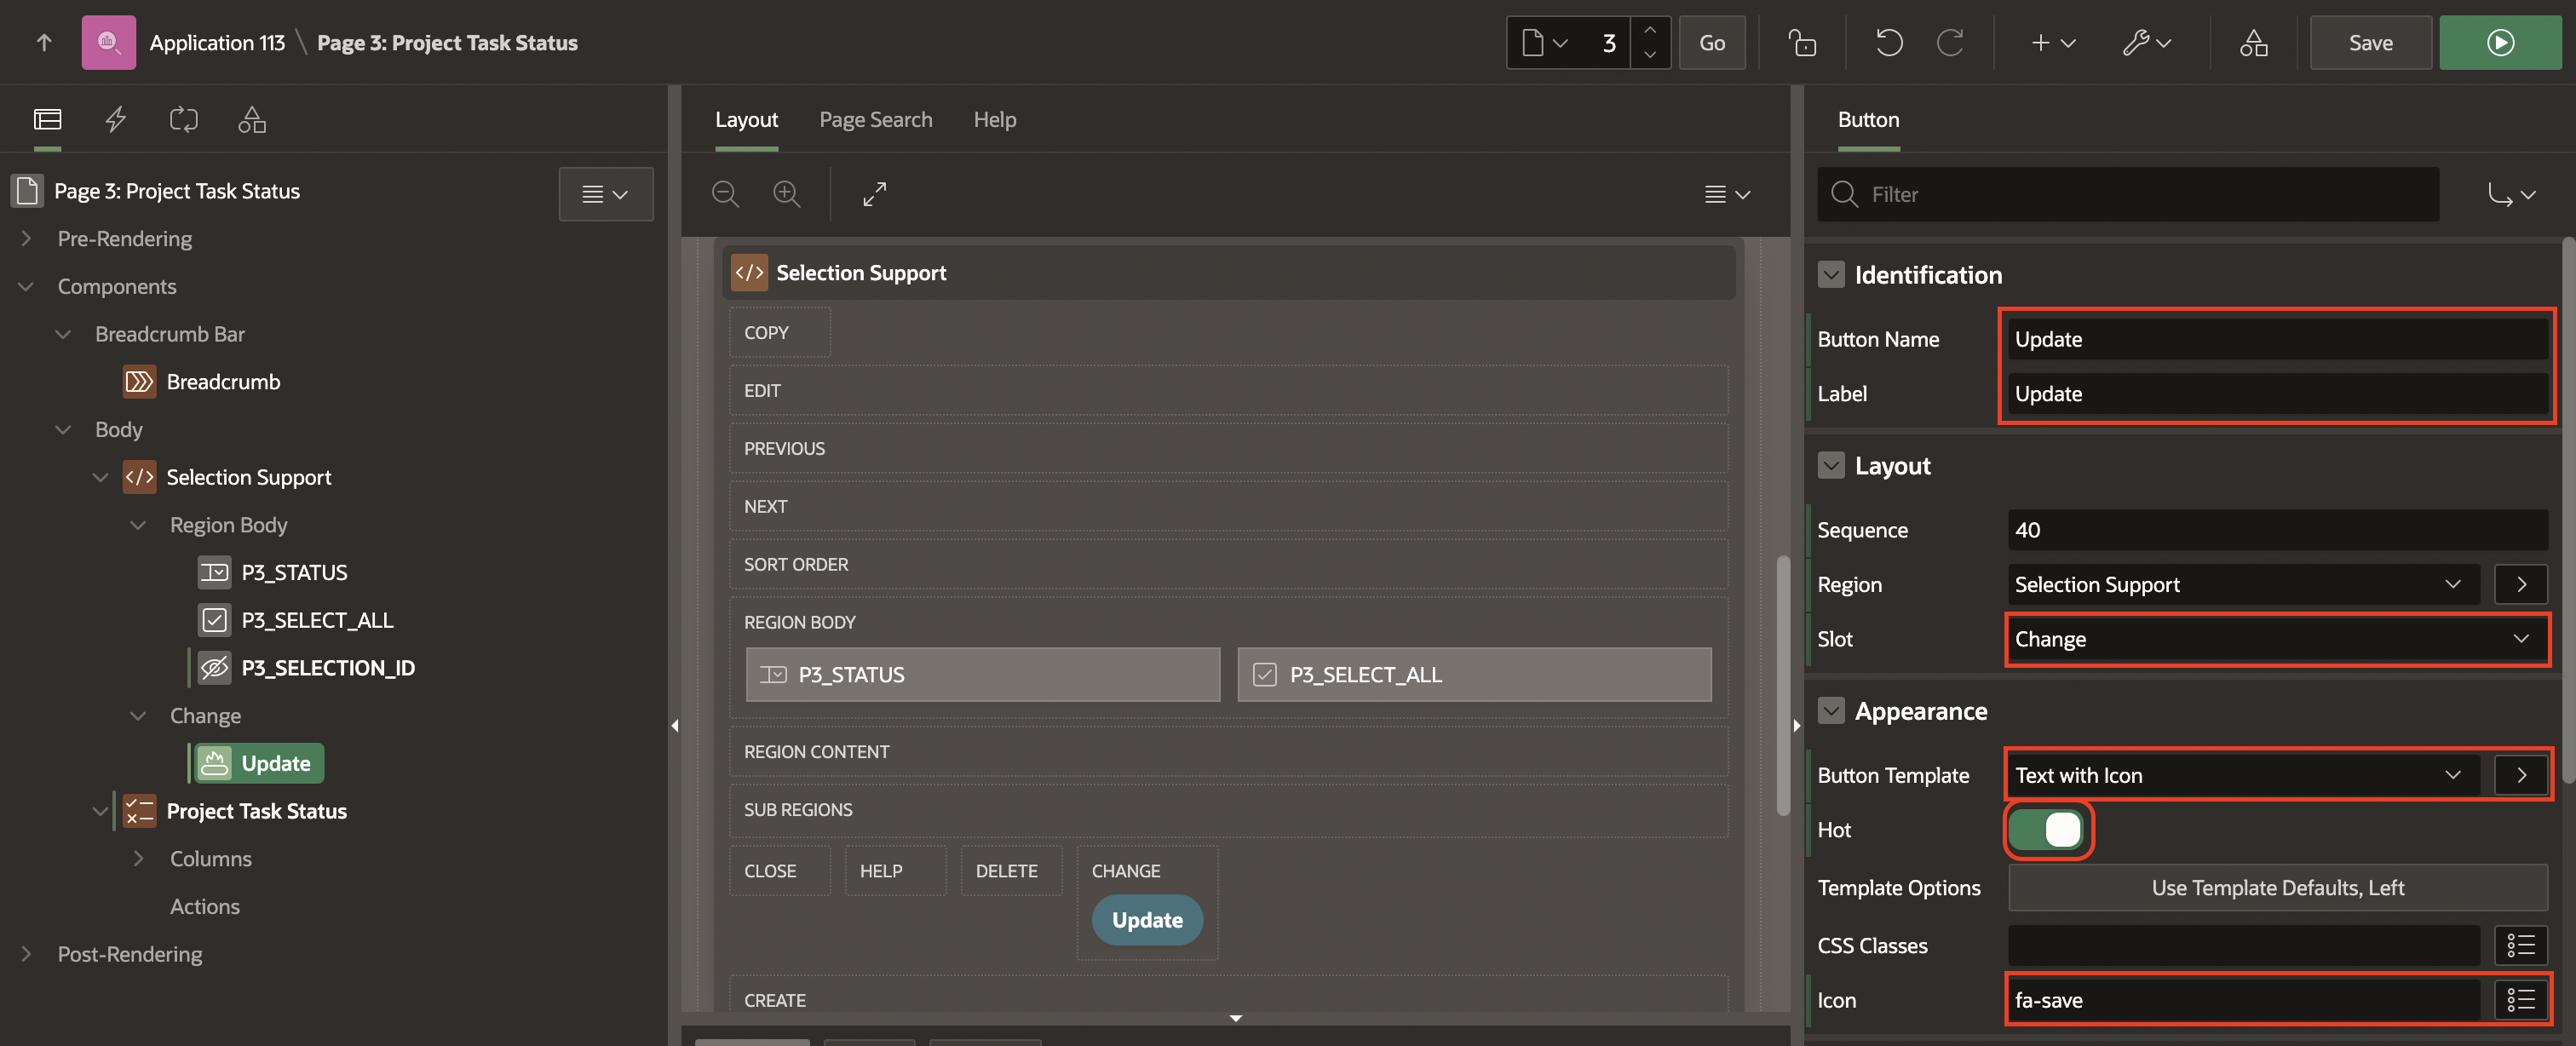 Application 113 \ Page 3: Project Task Status
3
Go
Save
Page 3: Project Task Status
Pre-Rendering
Components
Breadcrumb Bar
Breadcrumb
Body
Selection Support
Region Body
P3_STATUS
P3_SELECT_ALL
P3_SELECTION_ID
Change
Update
Project Task Status
Columns
Actions
Post-Rendering
Layout Page Search Help
Selection Support
COPY
EDIT
PREVIOUS
NEXT
SORT ORDER
REGION BODY
P3_STATUS P3_SELECT_ALL
REGION CONTENT
SUB REGIONS
CLOSE HELP DELETE CHANGE
Update
CREATE
Button
Filter
Identification
Button Name Update
Label Update
Layout
Sequence 40
Region Selection Support
Slot Change
Appearance
Button Template Text with Icon
Hot
Template Options Use Template Defaults, Left
CSS Classes
Icon fa-save